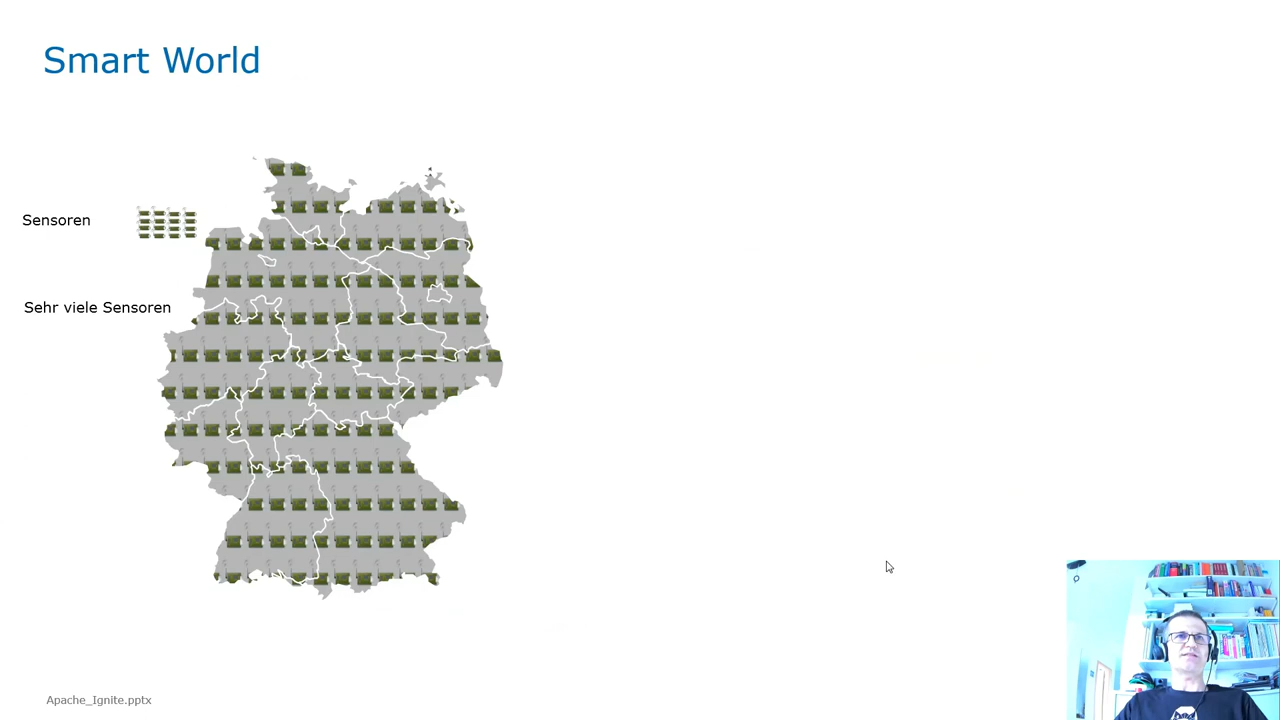 Smart World
Sensoren
Sehr viele Sensoren
Apache_Ignite.pptx